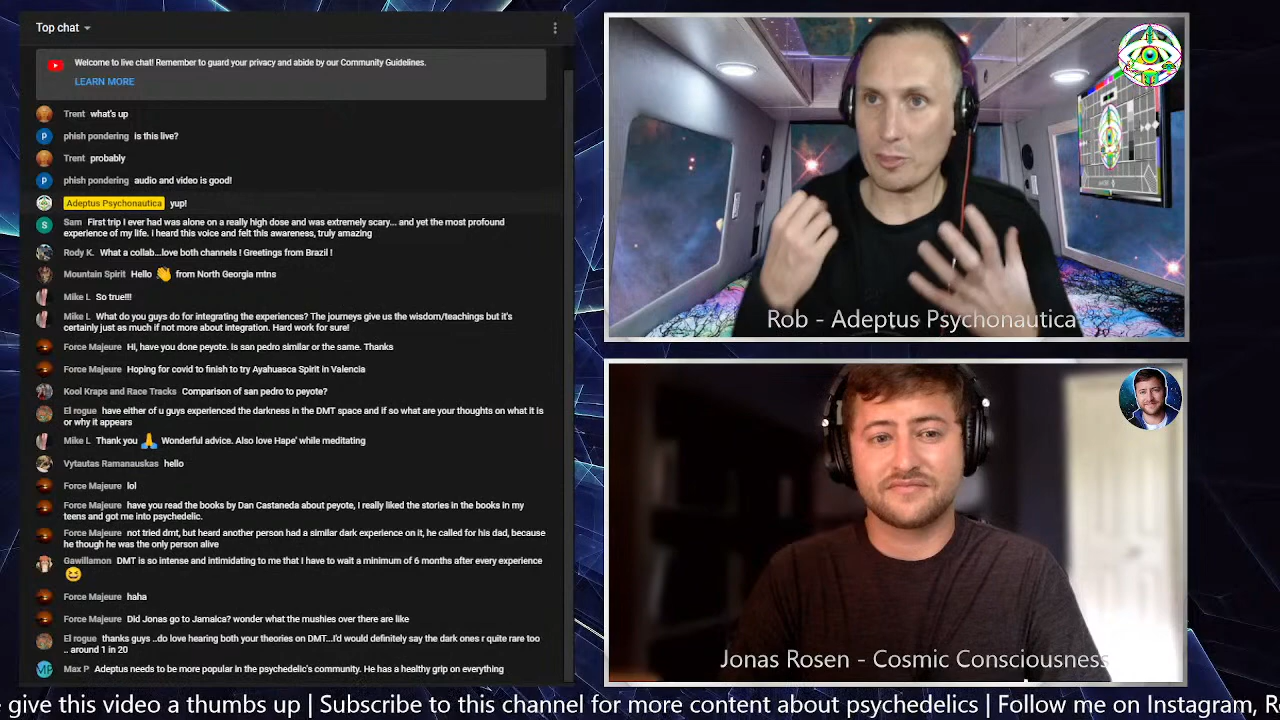 Top chat
Welcome to live chat! Remember to guard your privacy and abide by our Community Guidelines.
LEARN MORE
Trent what's up
P phish pondering is this live?
Trent probably
P phish pondering audio and video is good!
Adeptus Psychonautica yup!
S Sam First trip I ever had was alone on a really high dose and was extremely scary... and yet the most profound
experience of my life. I heard this voice and felt this awareness, truly amazing
Rody K. What a collab...love both channels ! Greetings from Brazil !
Mountain Spirit Hello 👋 from North Georgia mtns
Mike L So true!!!
Mike L What do you guys do for integrating the experiences? The journeys give us the wisdom/teachings but it's
certainly just as much if not more about integration. Hard work for sure!
Force Majeure Hi, have you done peyote. is san pedro similar or the same. Thanks
Force Majeure Hoping for covid to finish to try Ayahuasca Spirit in Valencia
Kool Kraps and Race Tracks Comparison of san pedro to peyote?
El rogue have either of u guys experienced the darkness in the DMT space and if so what are your thoughts on what it is
or why it appears
Mike L Thank you 🙏 Wonderful advice. Also love Hape' while meditating
Vytautas Ramanauskas hello
Force Majeure lol
Force Majeure have you read the books by Dan Castaneda about peyote, I really liked the stories in the books in my
teens and got me into psychedelic.
Force Majeure not tried dmt, but heard another person had a similar dark experience on it, he called for his dad, because
he though he was the only person alive
Gawillamon DMT is so intense and intimidating to me that I have to wait a minimum of 6 months after every experience
😆
Force Majeure haha
Force Majeure Did Jonas go to Jamaica? wonder what the mushies over there are like
El rogue thanks guys ..do love hearing both your theories on DMT...I'd would definitely say the dark ones r quite rare too
.. around 1 in 20
MP Max P Adeptus needs to be more popular in the psychedelic's community. He has a healthy grip on everything
Rob - Adeptus Psychonautica
Jonas Rosen - Cosmic Consciousness
give this video a thumbs up | Subscribe to this channel for more content about psychedelics | Follow me on Instagram, R